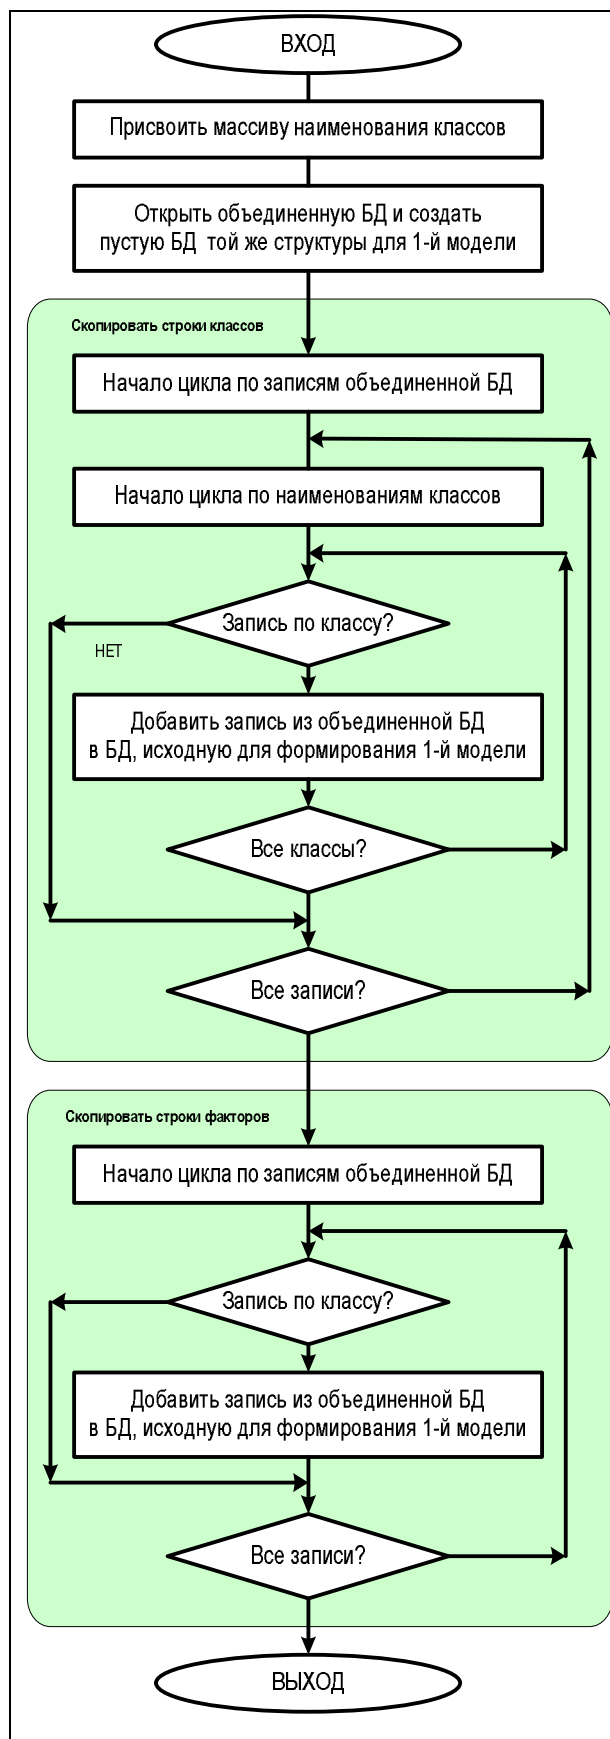 ВХОД
Присвоить массиву наименования классов
Открыть объединенную БД и создать
пустую БД той же структуры для 1-й модели
Скопировать строки классов
Начало цикла по записям объединенной БД
Начало цикла по наименованиям классов
Запись по классу?
НЕТ
Добавить запись из объединенной БД
в БД, исходную для формирования 1-й модели
Все классы?
Все записи?
Скопировать строки факторов
Начало цикла по записям объединенной БД
Запись по классу?
Добавить запись из объединенной БД
в БД, исходную для формирования 1-й модели
Все записи?
ВЫХОД